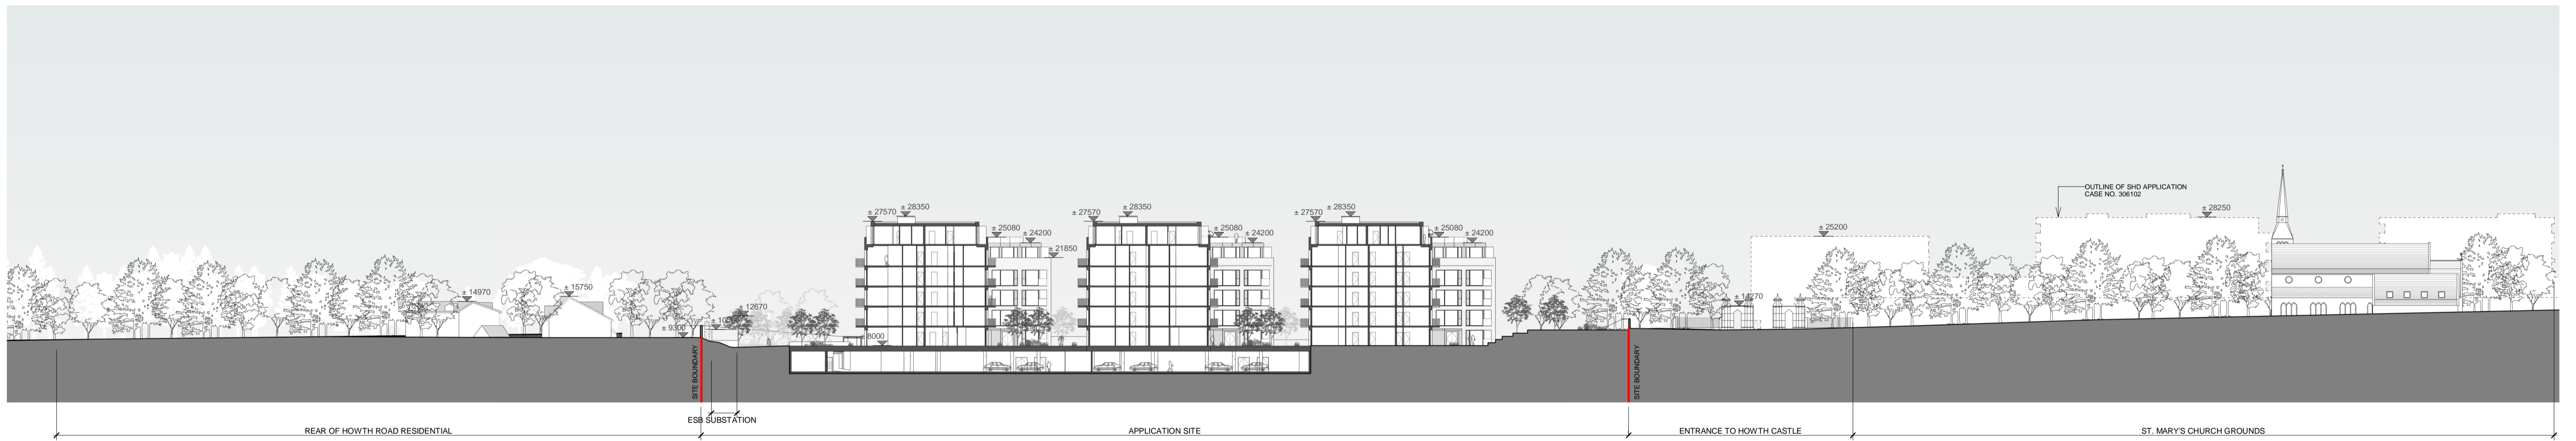 OUTLINE OF SHD APPLICATION
CASE NO. 306102
± 27570
± 28350
± 27570
± 28350
± 27570
± 28350
± 28250
± 25080
± 24200
± 25080
± 24200
± 25080
± 24200
± 25200
± 21850
± 14970
± 15750
± 12670
± 9300
± 8000
SITE BOUNDARY
SITE BOUNDARY
ESB SUBSTATION
REAR OF HOWTH ROAD RESIDENTIAL
APPLICATION SITE
ENTRANCE TO HOWTH CASTLE
ST. MARY'S CHURCH GROUNDS